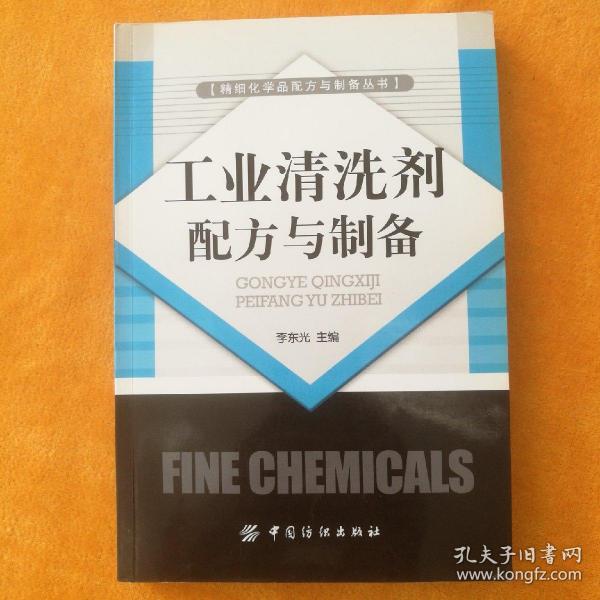 【精细化学品配方与制备丛书】
工业清洗剂
配方与制备
GONGYE QINGXIJI
PEIFANG YU ZHIBEI
李东光 主编
FINE CHEMICALS
中国纺织出版社
孔夫子旧书网
www.kongfz.com